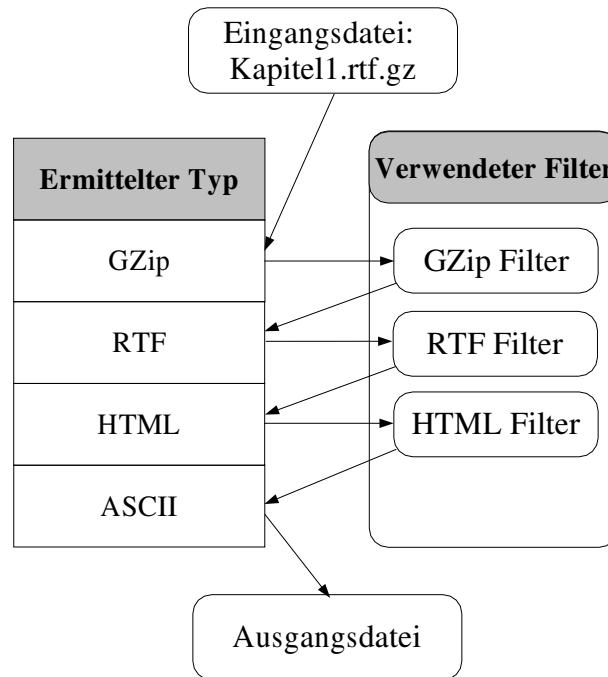 Eingangsdatei:
Kapitel1.rtf.gz
Ermittelter Typ
Verwendeter Filter
GZip
GZip Filter
RTF
RTF Filter
HTML
HTML Filter
ASCII
Ausgangsdatei